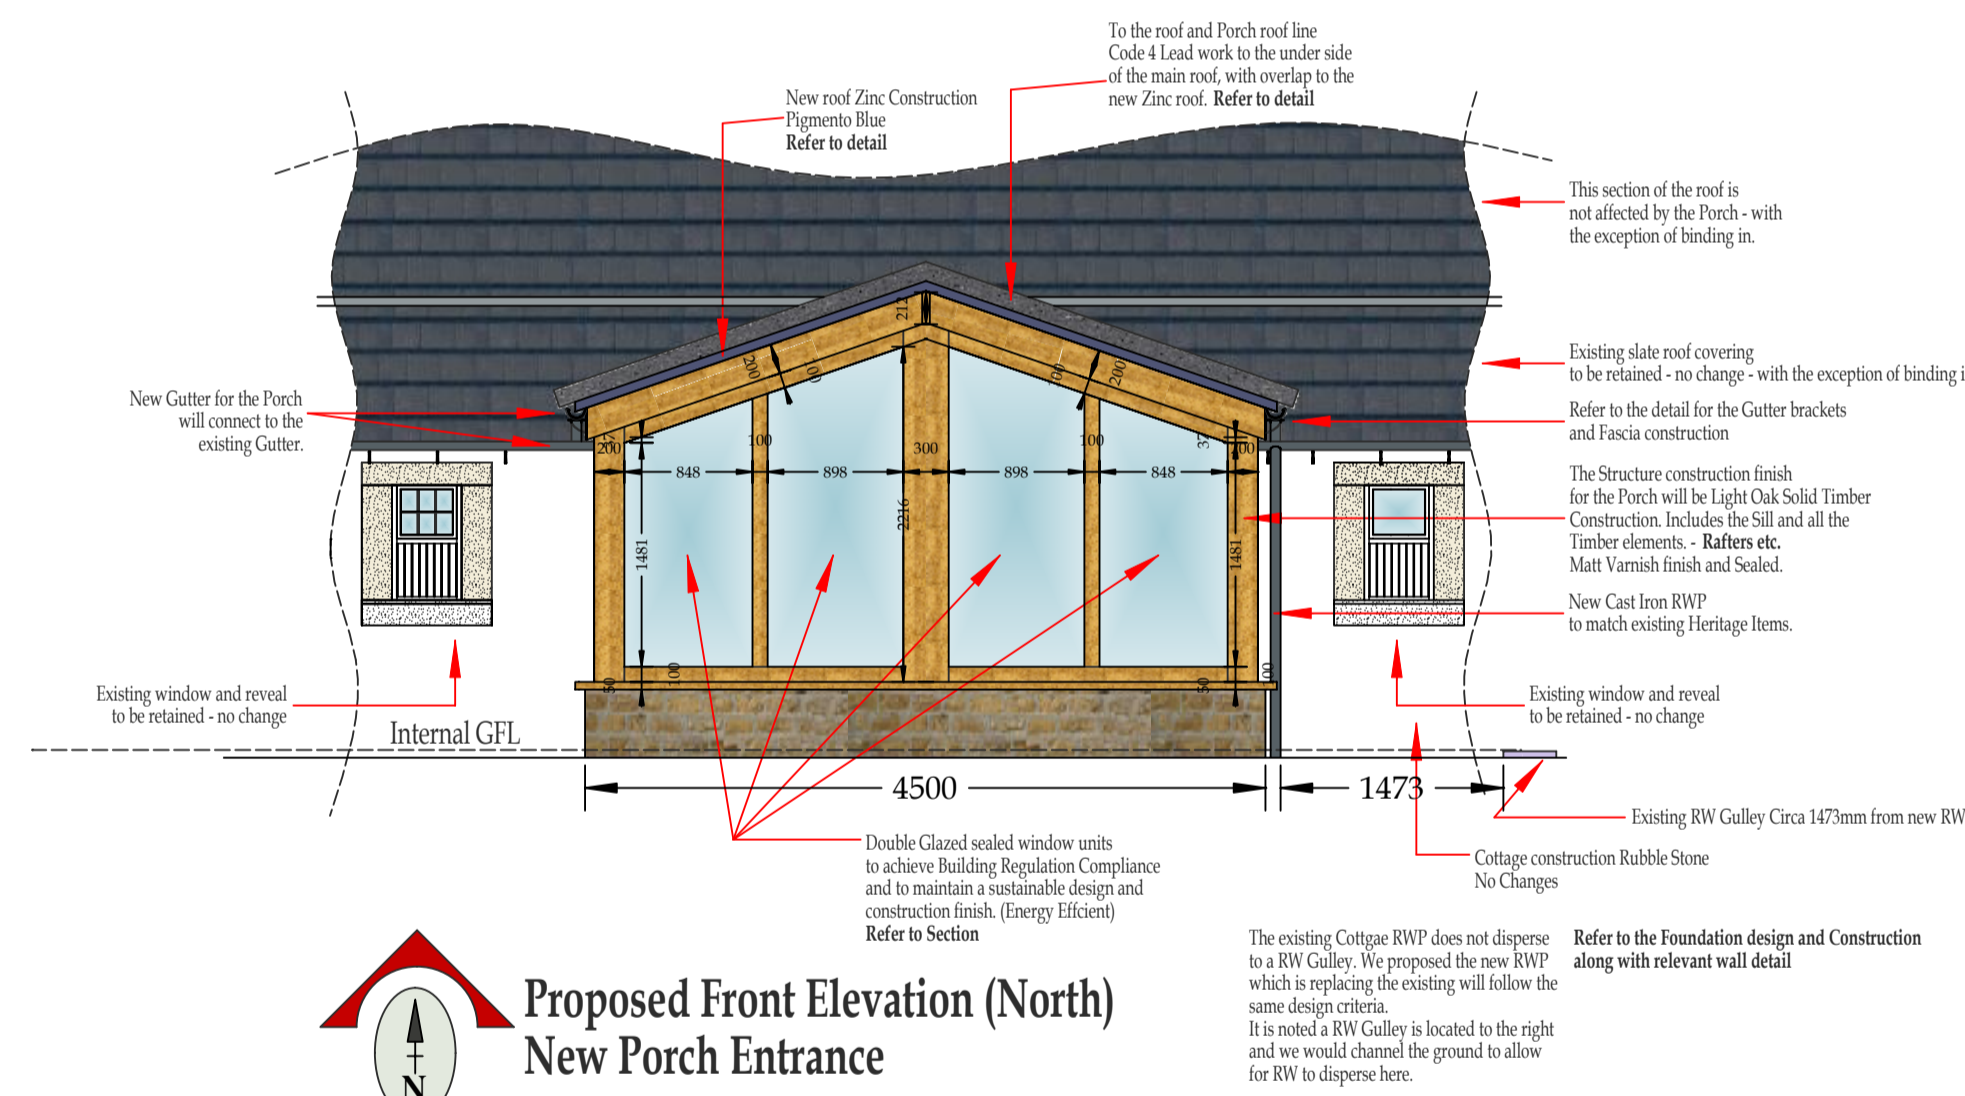 To the roof and Porch roof line
Code 4 Lead work to the under side
of the main roof, with overlap to the
new Zinc roof. Refer to detail
New roof Zinc Construction
Pigmento Blue
Refer to detail
This section of the roof is
not affected by the Porch - with
the exception of binding in.
Existing slate roof covering
to be retained - no change - with the exception of binding i
New Gutter for the Porch
will connect to the
existing Gutter.
Refer to the detail for the Gutter brackets
and Fascia construction
The Structure construction finish
for the Porch will be Light Oak Solid Timber
Construction. Includes the Sill and all the
Timber elements. - Rafters etc.
Matt Varnish finish and Sealed.
New Cast Iron RWP
to match existing Heritage Items.
212
200
100
100
200
37
200
100
300
100
37
200
848
898
898
848
1481
2216
1481
50
100
50
100
Existing window and reveal
to be retained - no change
Existing window and reveal
to be retained - no change
Internal GFL
4500
1473
Existing RW Gulley Circa 1473mm from new RW
Cottage construction Rubble Stone
No Changes
Double Glazed sealed window units
to achieve Building Regulation Compliance
and to maintain a sustainable design and
construction finish. (Energy Effcient)
Refer to Section
The existing Cottgae RWP does not disperse
to a RW Gulley. We proposed the new RWP
which is replacing the existing will follow the
same design criteria.
It is noted a RW Gulley is located to the right
and we would channel the ground to allow
for RW to disperse here.
Refer to the Foundation design and Construction
along with relevant wall detail
Proposed Front Elevation (North)
New Porch Entrance
N